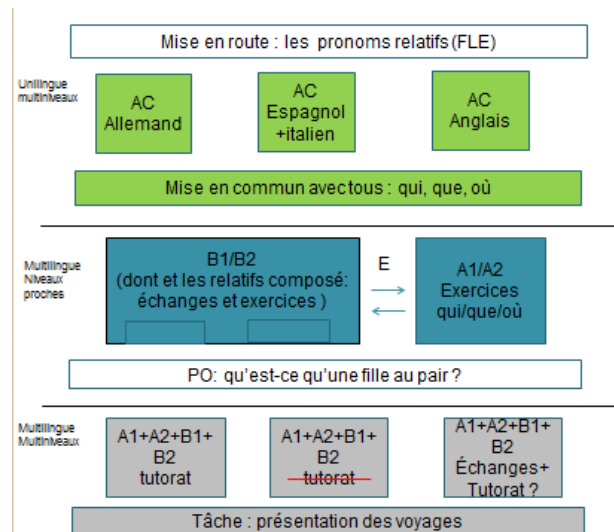 Mise en route : les pronoms relatifs (FLE)
Unilingue
multiniveaux
AC
Allemand
AC
Espagnol
+italien
AC
Anglais
Mise en commun avec tous : qui, que, où
Multilingue
Niveaux
proches
B1/B2
(dont et les relatifs composé:
échanges et exercices )
E
A1/A2
Exercices
qui/que/où
PO: qu'est-ce qu'une fille au pair ?
Multilingue
Multiniveaux
A1+A2+B1+
B2
tutorat
A1+A2+B1+
B2
tutorat
A1+A2+B1+
B2
Échanges+
Tutorat ?
Tâche : présentation des voyages